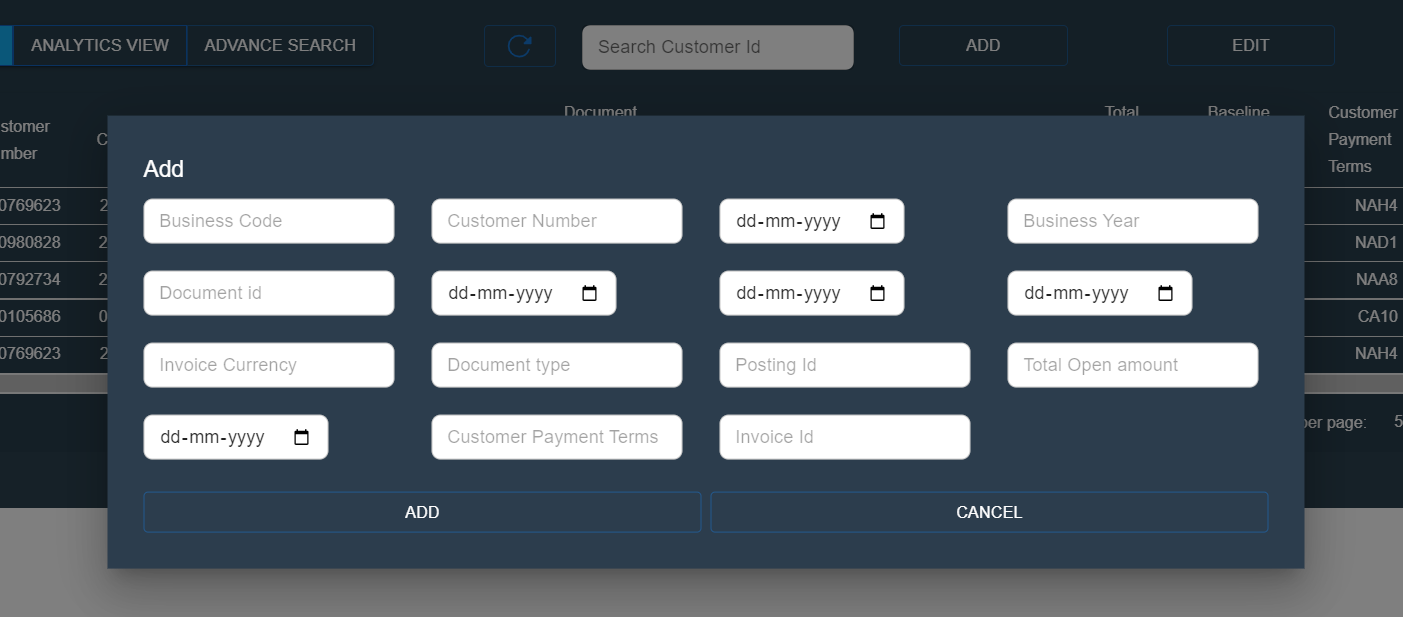 ANALYTICS VIEW ADVANCE SEARCH Search Customer Id ADD EDIT
Document Total Baseline Customer
stomer C Payment
mber Terms
0769623 2 NAH4
0980828 2 NAD1
0792734 2 NAA8
0105686 0 CA10
0769623 2 NAH4
per page: 5
Add
Business Code Customer Number dd-mm-yyyy Business Year
Document id dd-mm-yyyy dd-mm-yyyy dd-mm-yyyy
Invoice Currency Document type Posting Id Total Open amount
dd-mm-yyyy Customer Payment Terms Invoice Id
ADD CANCEL